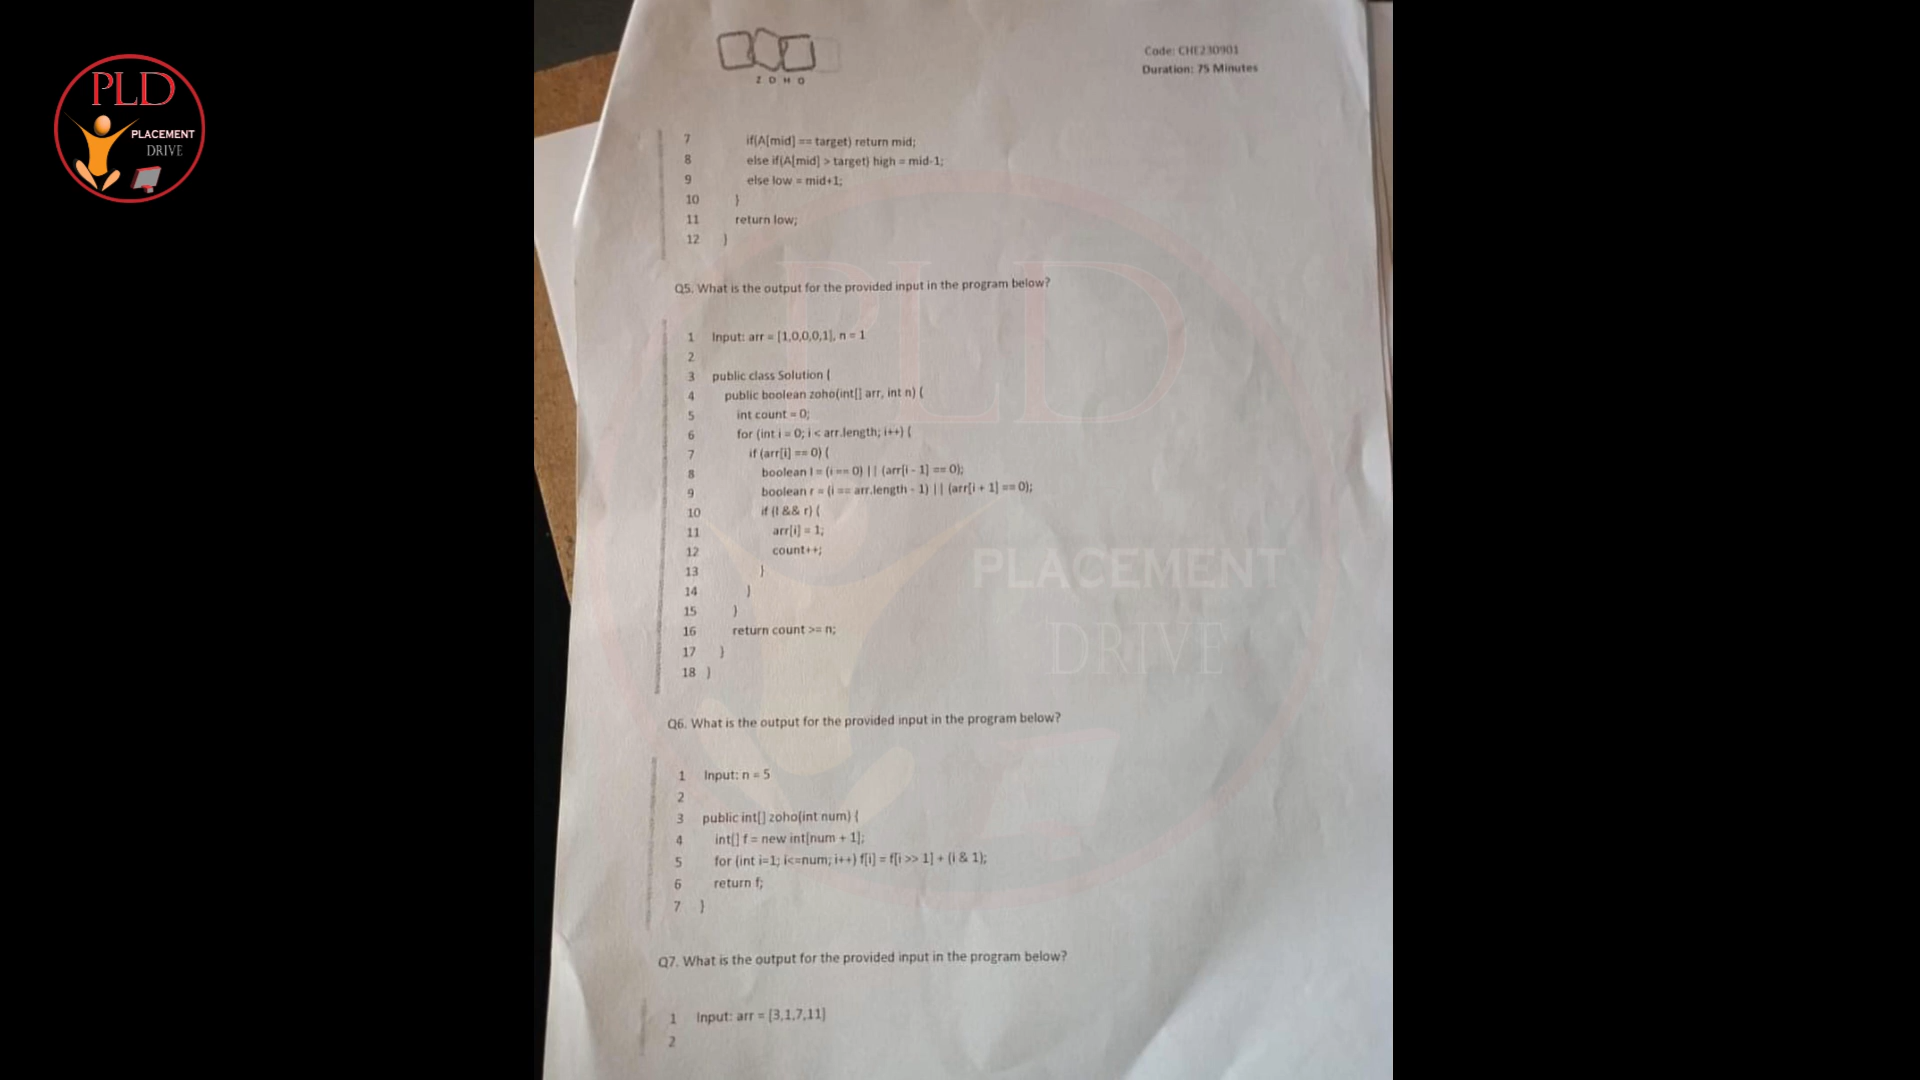 PLD
PLACEMENT
DRIVE
ZOHO
Code: CHE230901
Duration: 75 Minutes
7 if(A[mid] == target) return mid;
8 else if(A[mid] > target) high = mid-1;
9 else low = mid+1;
10 }
11 return low;
12 }
Q5. What is the output for the provided input in the program below?
1 Input: arr = [1,0,0,0,1], n = 1
2
3 public class Solution {
4 public boolean zoho(int[] arr, int n) {
5 int count = 0;
6 for (int i = 0; i < arr.length; i++) {
7 if (arr[i] == 0) {
8 boolean l = (i == 0) || (arr[i - 1] == 0);
9 boolean r = (i == arr.length - 1) || (arr[i + 1] == 0);
10 if (l && r) {
11 arr[i] = 1;
12 count++;
13 }
14 }
15 }
16 return count >= n;
17 }
18 }
PLD
PLACEMENT
DRIVE
Q6. What is the output for the provided input in the program below?
1 Input: n = 5
2
3 public int[] zoho(int num) {
4 int[] f = new int[num + 1];
5 for (int i=1; i<=num; i++) f[i] = f[i >> 1] + (i & 1);
6 return f;
7 }
Q7. What is the output for the provided input in the program below?
1 Input: arr = [3,1,7,11]
2